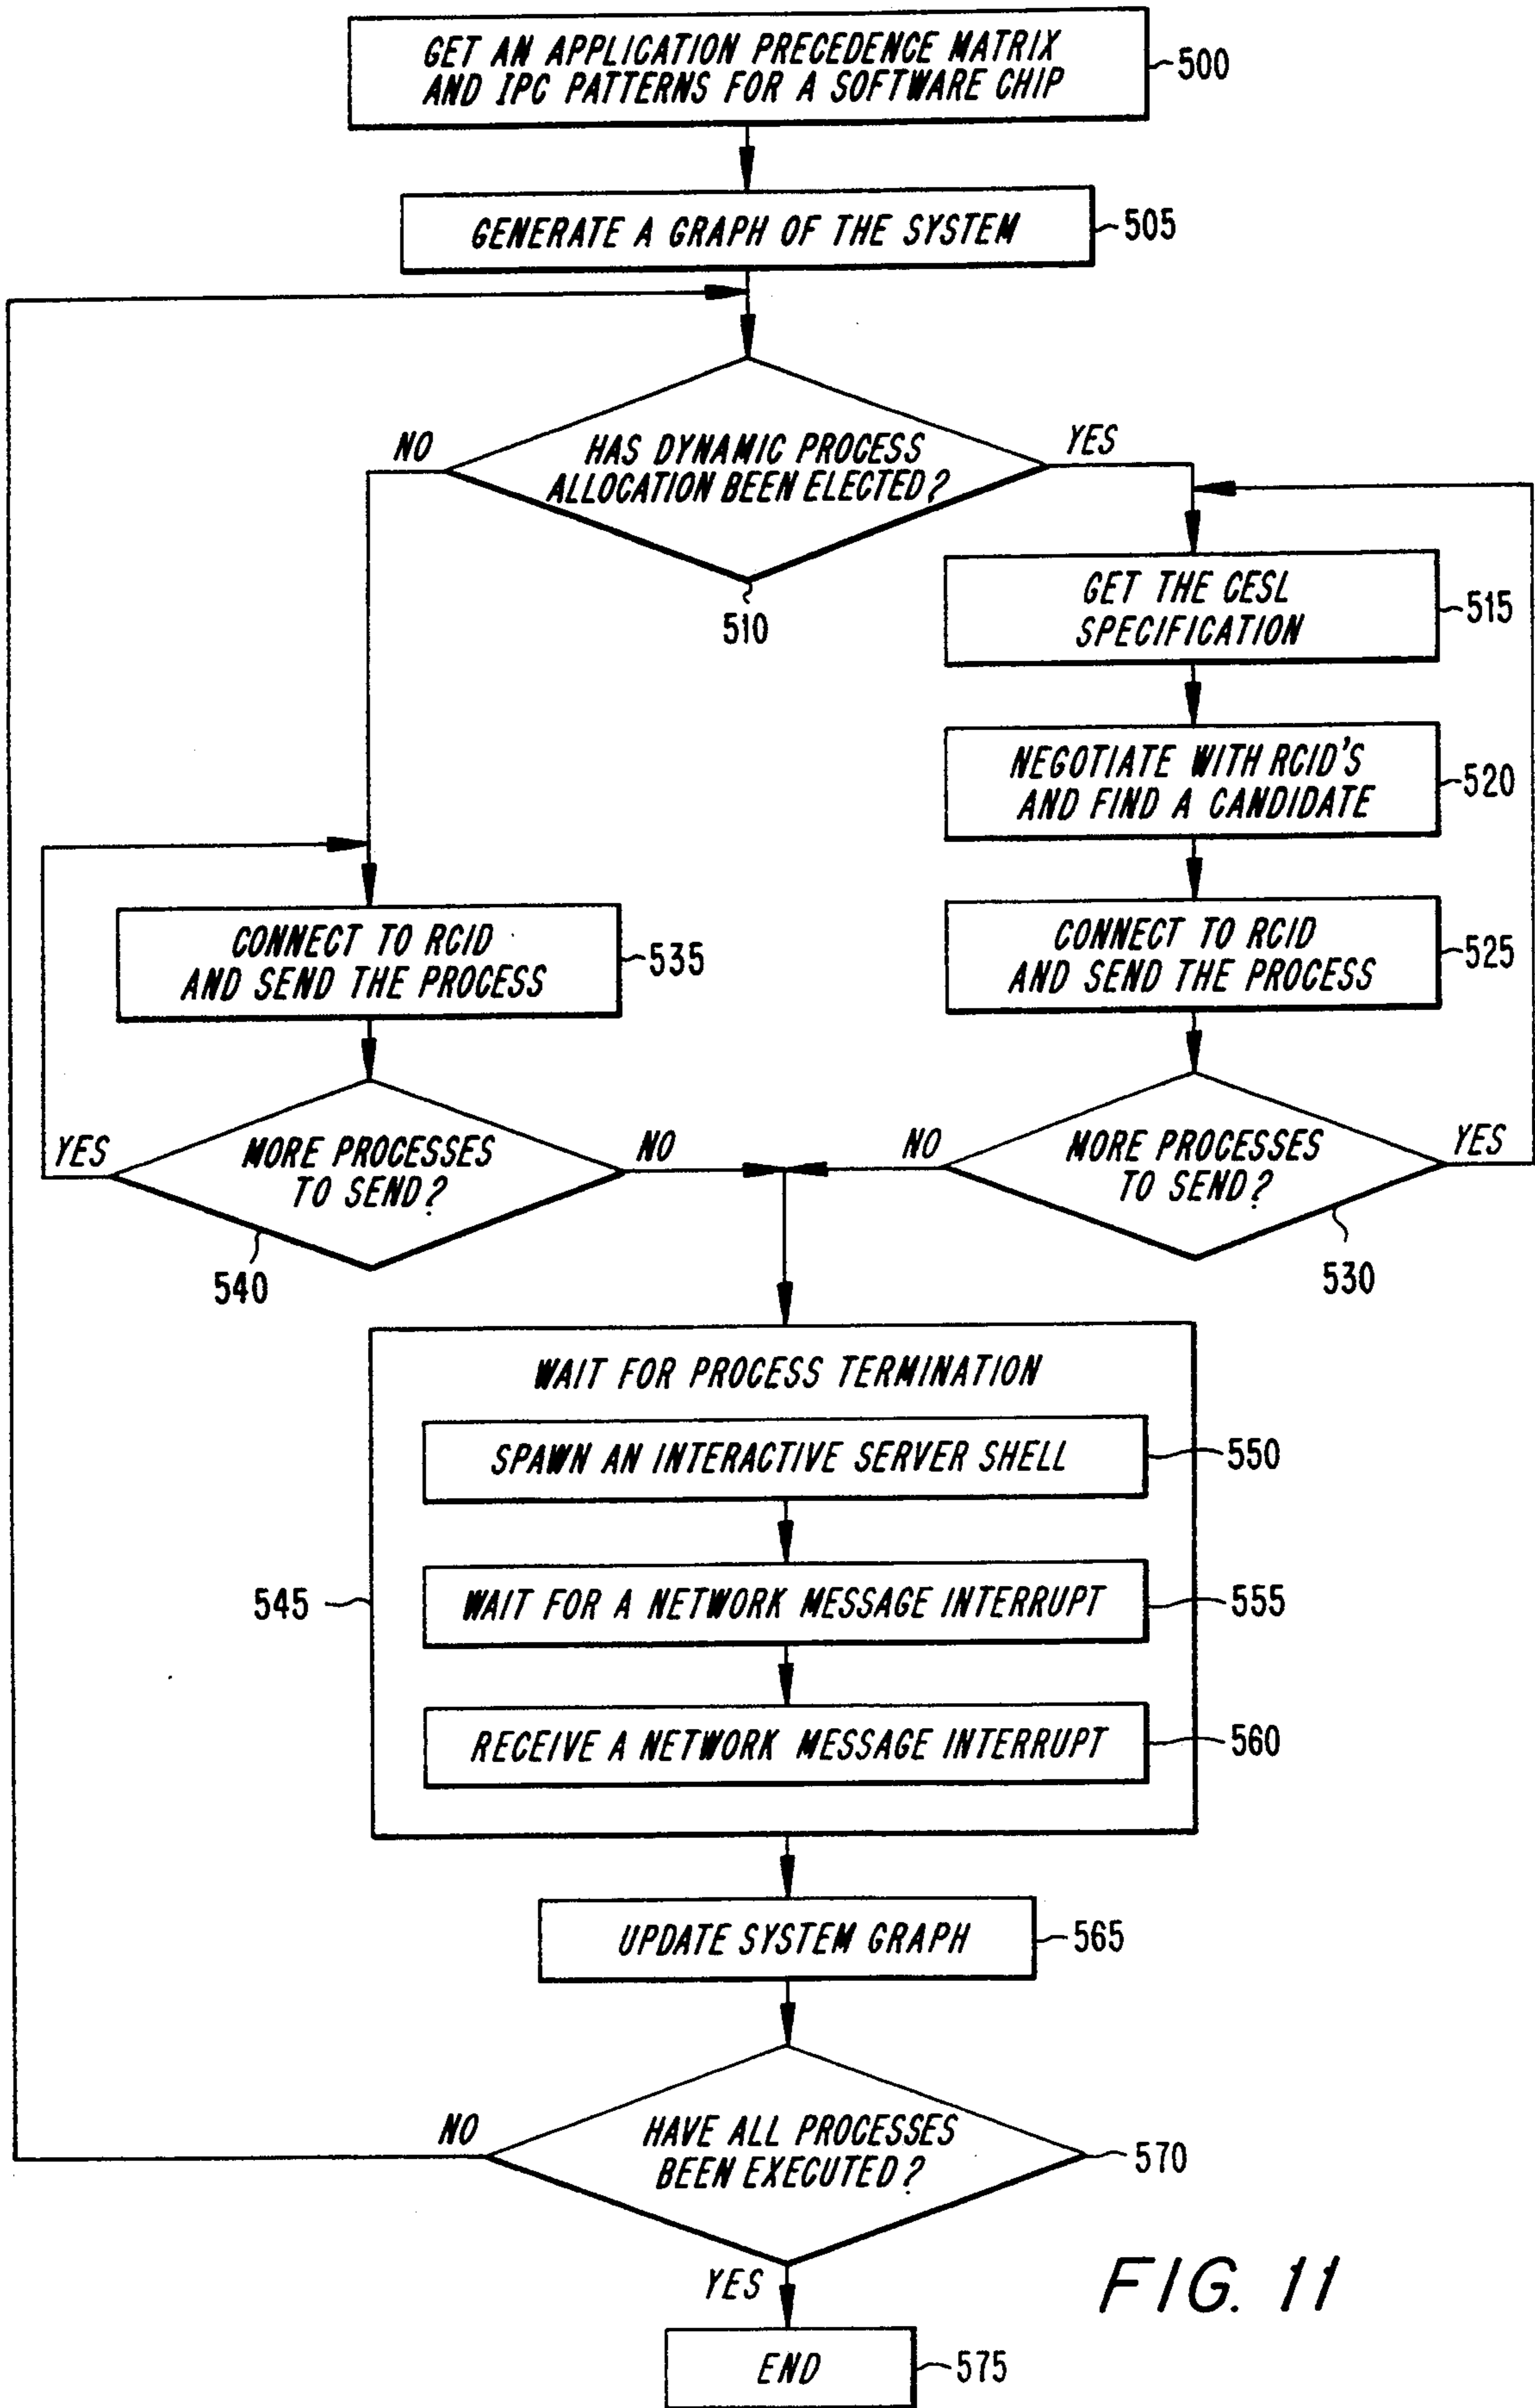 GET AN APPLICATION PRECEDENCE MATRIX
AND IPC PATTERNS FOR A SOFTWARE CHIP
500
GENERATE A GRAPH OF THE SYSTEM
505
NO
HAS DYNAMIC PROCESS
ALLOCATION BEEN ELECTED?
YES
510
GET THE CESL
SPECIFICATION
515
NEGOTIATE WITH RCID'S
AND FIND A CANDIDATE
520
CONNECT TO RCID
AND SEND THE PROCESS
535
CONNECT TO RCID
AND SEND THE PROCESS
525
YES
MORE PROCESSES
TO SEND?
NO
540
NO
MORE PROCESSES
TO SEND?
YES
530
WAIT FOR PROCESS TERMINATION
SPAWN AN INTERACTIVE SERVER SHELL
550
545
WAIT FOR A NETWORK MESSAGE INTERRUPT
555
RECEIVE A NETWORK MESSAGE INTERRUPT
560
UPDATE SYSTEM GRAPH
565
NO
HAVE ALL PROCESSES
BEEN EXECUTED?
570
YES
END
575
FIG. 11